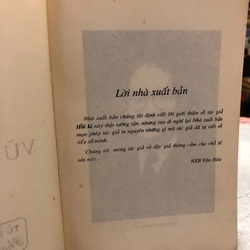 Lời nhà xuất bản
Nhà xuất bản chúng tôi định viết lời giới thiệu về tác giả
Hồi kí này thật tường tận, nhưng suy đi nghĩ lại Nhà xuất bản
mạn phép tác giả in nguyên những gì mà tác giả đã tự viết về
tiểu sử mình.
Chúng tôi mong tác giả và độc giả thông cảm cho chỗ tế
này này.
NXB Văn Hóa
VŨ